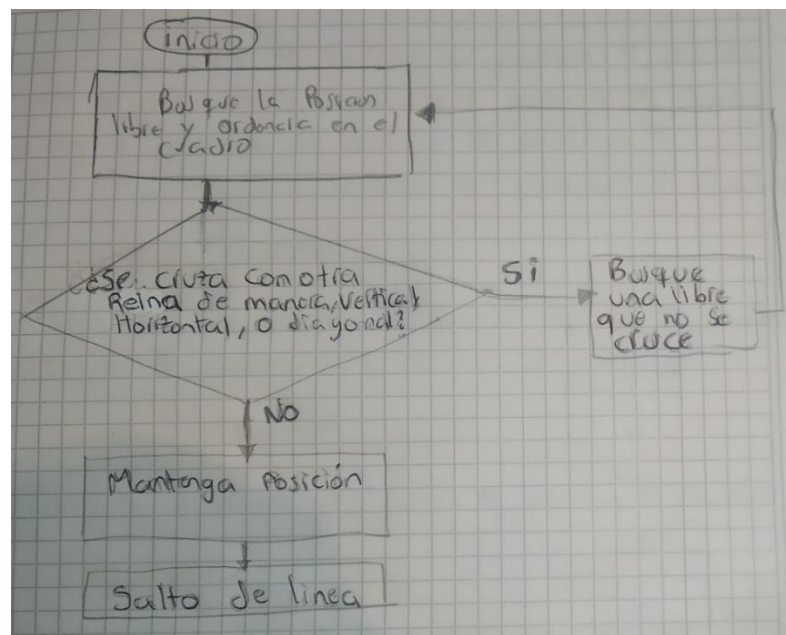 inicio
Busque la Posicion
libre y ordencla en el
cuadro
¿Se cruza con otra
Reina de manera, Vertical,
Horizontal, o diagonal?
Si
Busque
una libre
que no se
cruce
No
Mantenga Posición
Salto de linea